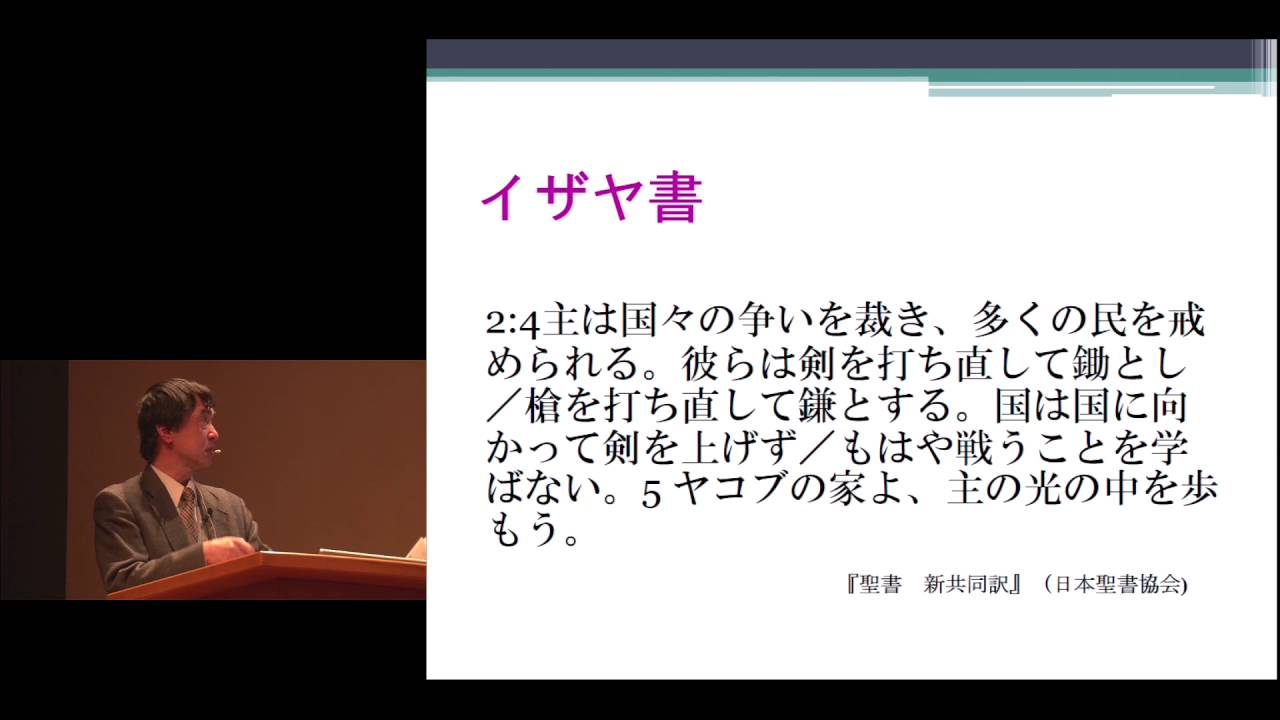 イザヤ書
2:4主は国々の争いを裁き、多くの民を戒
められる。彼らは剣を打ち直して鋤とし
／槍を打ち直して鎌とする。国は国に向
かって剣を上げず／もはや戦うことを学
ばない。5 ヤコブの家よ、主の光の中を歩
もう。
『聖書　新共同訳』（日本聖書協会)